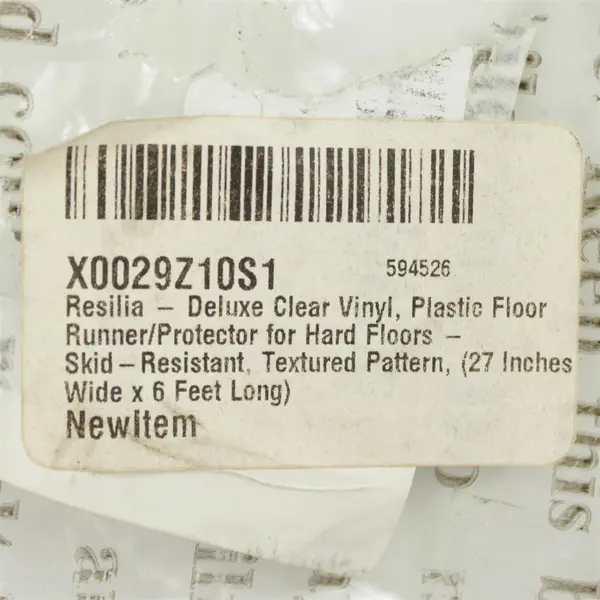 X0029Z10S1 594526
Resilia – Deluxe Clear Vinyl, Plastic Floor
Runner/Protector for Hard Floors –
Skid–Resistant, Textured Pattern, (27 Inches
Wide x 6 Feet Long)
NewItem